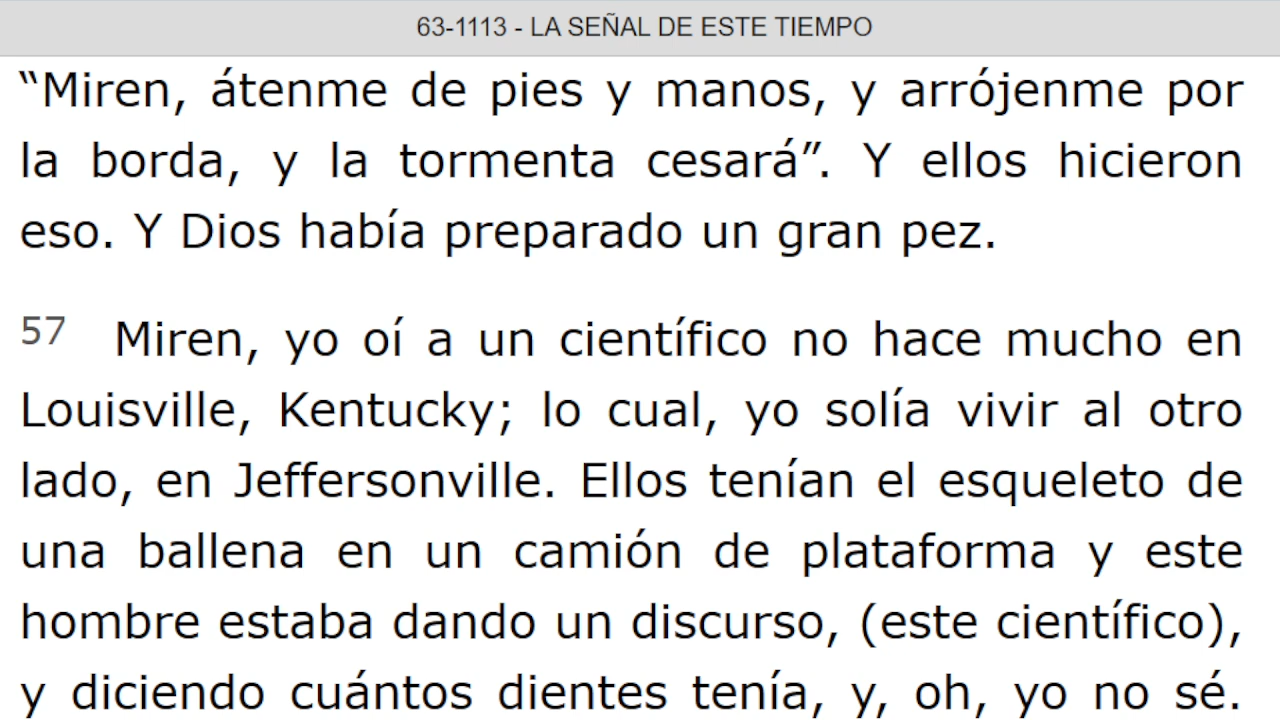 63-1113 - LA SEÑAL DE ESTE TIEMPO
“Miren, átenme de pies y manos, y arrójenme por
la borda, y la tormenta cesará”. Y ellos hicieron
eso. Y Dios había preparado un gran pez.
57 Miren, yo oí a un científico no hace mucho en
Louisville, Kentucky; lo cual, yo solía vivir al otro
lado, en Jeffersonville. Ellos tenían el esqueleto de
una ballena en un camión de plataforma y este
hombre estaba dando un discurso, (este científico),
y diciendo cuántos dientes tenía, y, oh, yo no sé.